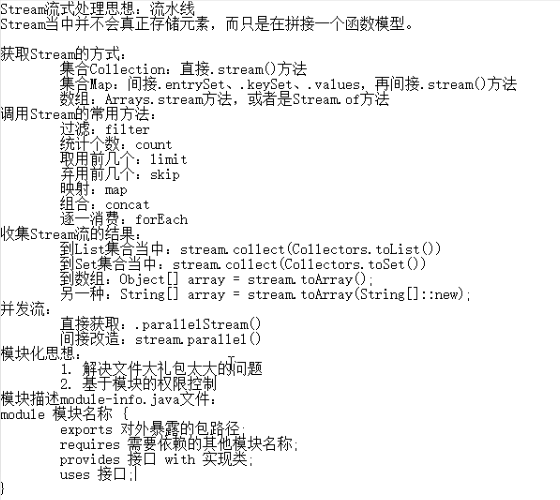 Stream流式处理思想：流水线
Stream当中并不会真正存储元素，而只是在拼接一个函数模型。
获取Stream的方式：
集合Collection：直接.stream()方法
集合Map：间接.entrySet、.keySet、.values，再间接.stream()方法
数组：Arrays.stream方法，或者是Stream.of方法
调用Stream的常用方法：
过滤：filter
统计个数：count
取用前几个：limit
弃用前几个：skip
映射：map
组合：concat
逐一消费：forEach
收集Stream流的结果：
到List集合当中：stream.collect(Collectors.toList())
到Set集合当中：stream.collect(Collectors.toSet())
到数组：Object[] array = stream.toArray();
另一种：String[] array = stream.toArray(String[]::new);
并发流：
直接获取：.parallelStream()
间接改造：stream.parallel()
模块化思想：
1. 解决文件大礼包太大的问题
2. 基于模块的权限控制
模块描述module-info.java文件：
module 模块名称 {
exports 对外暴露的包路径;
requires 需要依赖的其他模块名称;
provides 接口 with 实现类;
uses 接口;
}